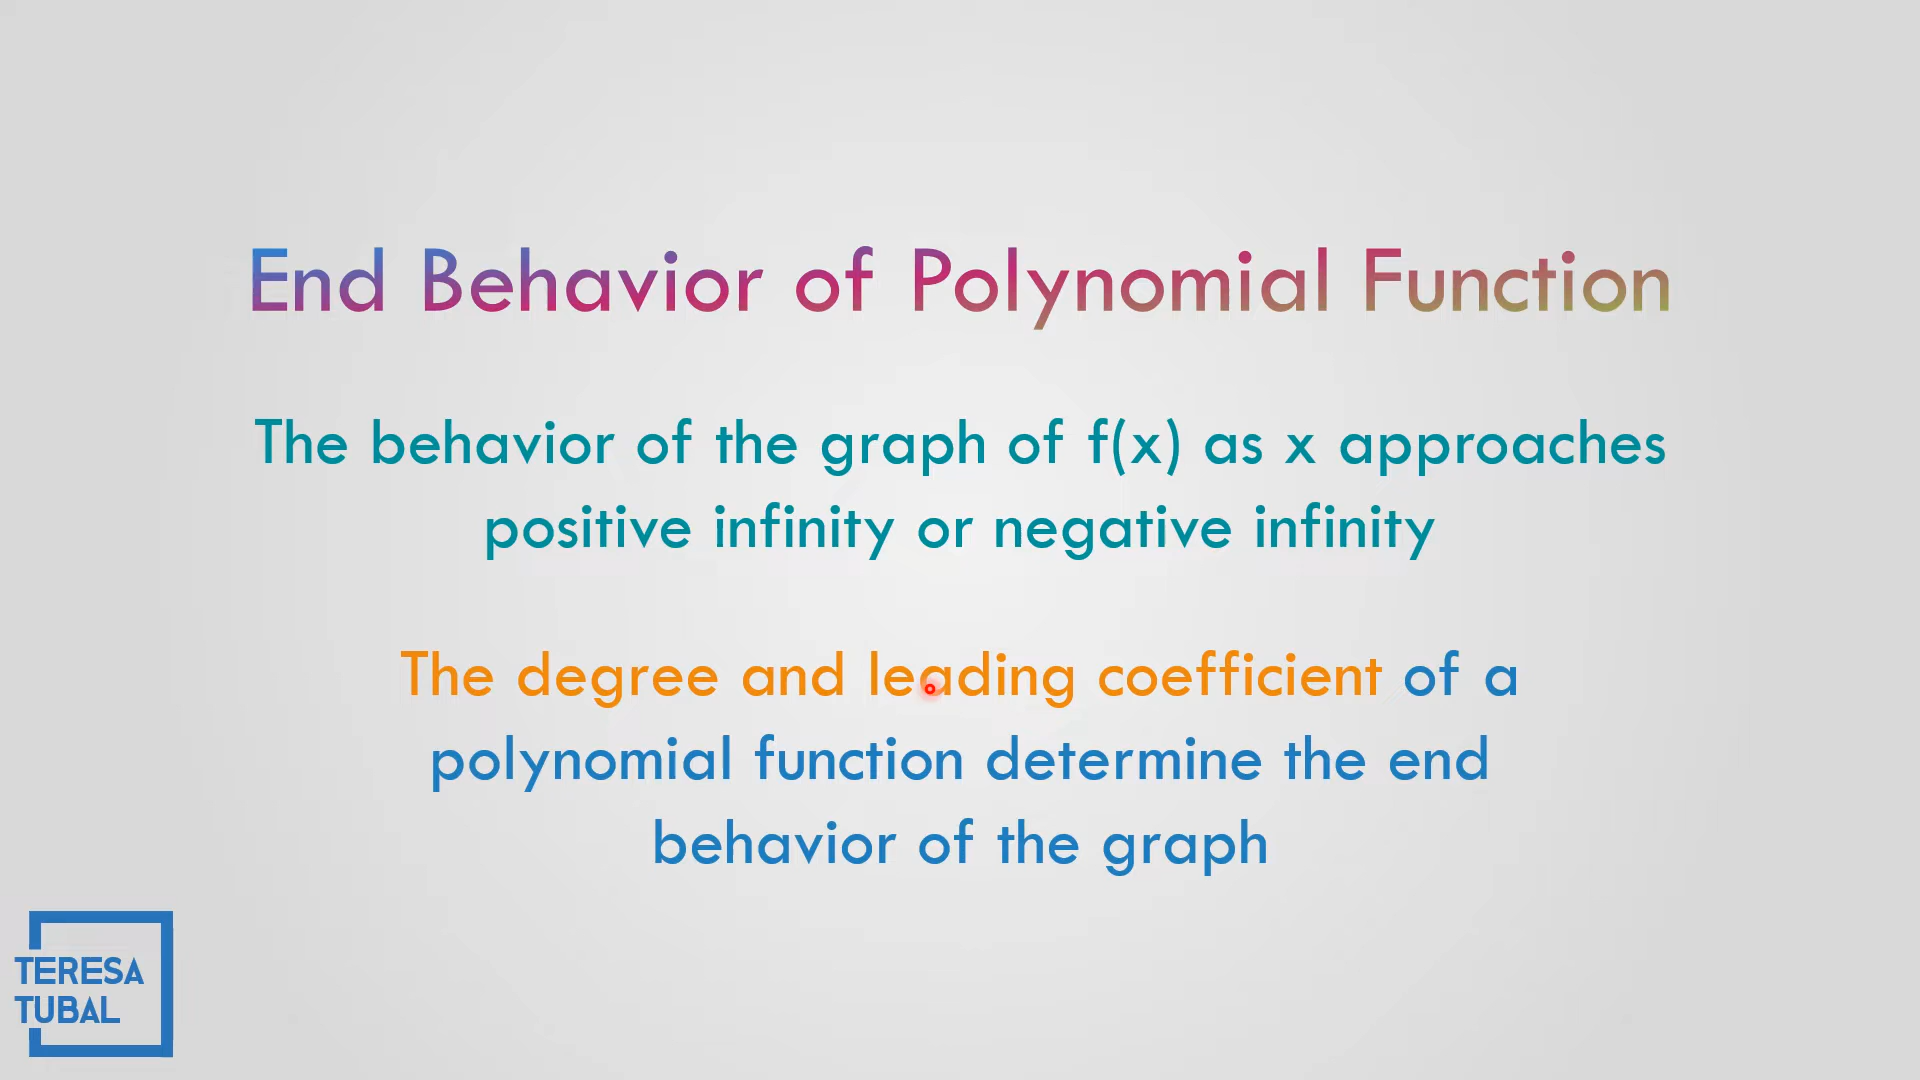 End Behavior of Polynomial Function
The behavior of the graph of f(x) as x approaches
positive infinity or negative infinity
The degree and leading coefficient of a
polynomial function determine the end
behavior of the graph
TERESA
TUBAL